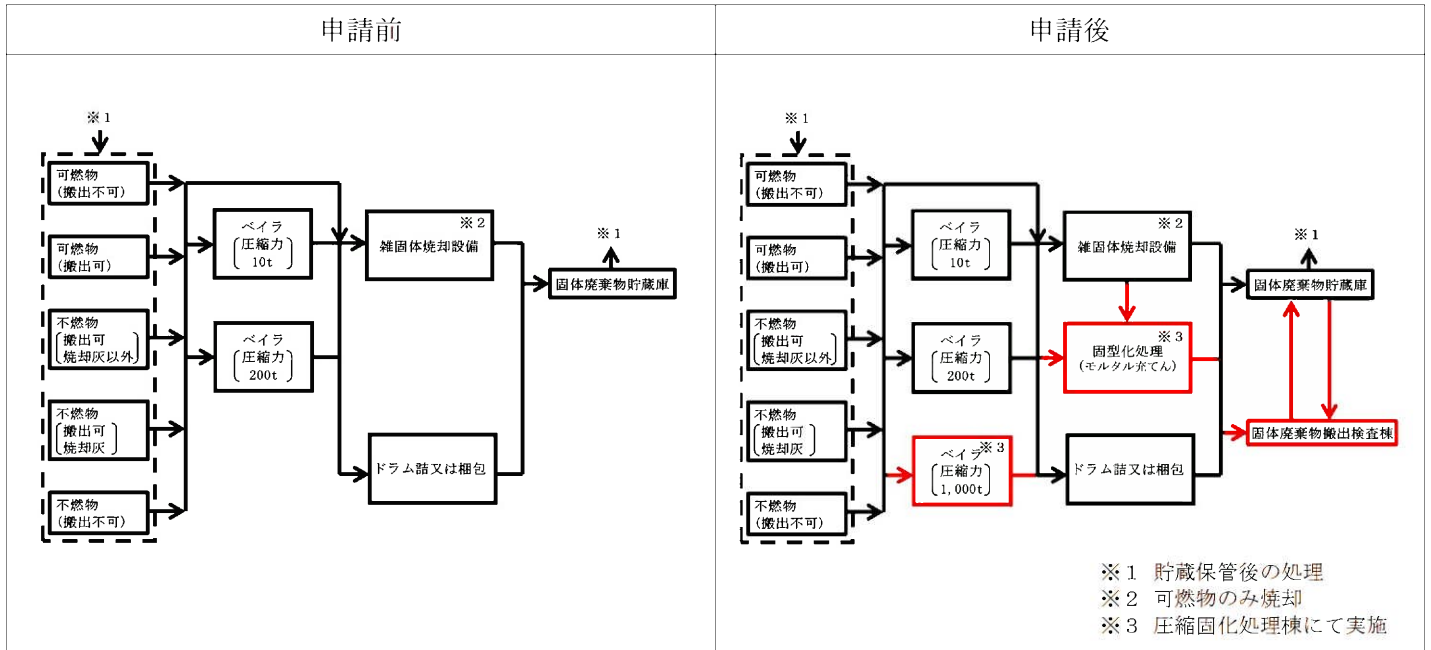 申請前
※1
可燃物
(搬出不可)
可燃物
(搬出可)
不燃物
搬出可
焼却灰以外
不燃物
搬出可
焼却灰
不燃物
(搬出不可)
ベイラ
圧縮力
10t
ベイラ
圧縮力
200t
※2
雑固体焼却設備
ドラム詰又は梱包
※1
固体廃棄物貯蔵庫
申請後
※1
可燃物
(搬出不可)
可燃物
(搬出可)
不燃物
搬出可
焼却灰以外
不燃物
搬出可
焼却灰
不燃物
(搬出不可)
ベイラ
圧縮力
10t
ベイラ
圧縮力
200t
※3
ベイラ
圧縮力
1,000t
※2
雑固体焼却設備
※3
固型化処理
(モルタル充てん)
ドラム詰又は梱包
※1
固体廃棄物貯蔵庫
固体廃棄物搬出検査棟
※1 貯蔵保管後の処理
※2 可燃物のみ焼却
※3 圧縮固化処理棟にて実施